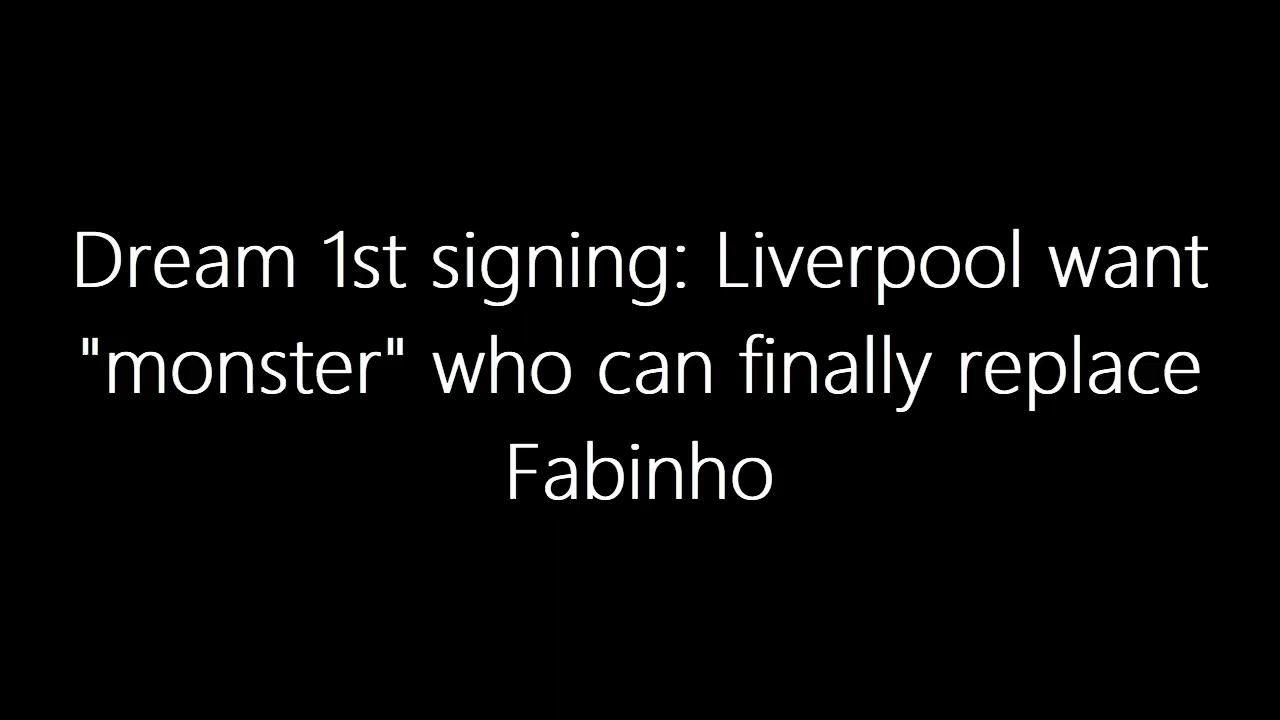 Dream 1st signing: Liverpool want
"monster" who can finally replace
Fabinho